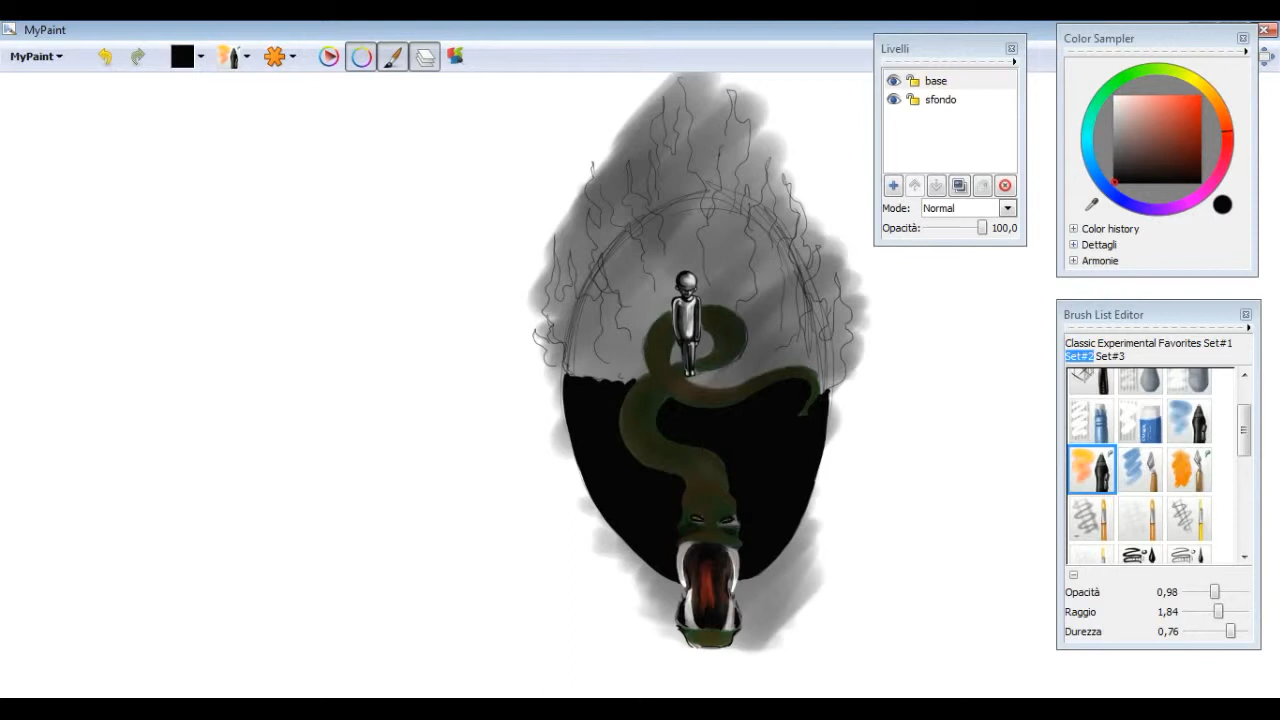 MyPaint
MyPaint
Livelli
base
sfondo
Mode: Normal
Opacità: 100,0
Color Sampler
Color history
Dettagli
Armonie
Brush List Editor
Classic Experimental Favorites Set#1
Set#2 Set#3
Opacità 0,98
Raggio 1,84
Durezza 0,76